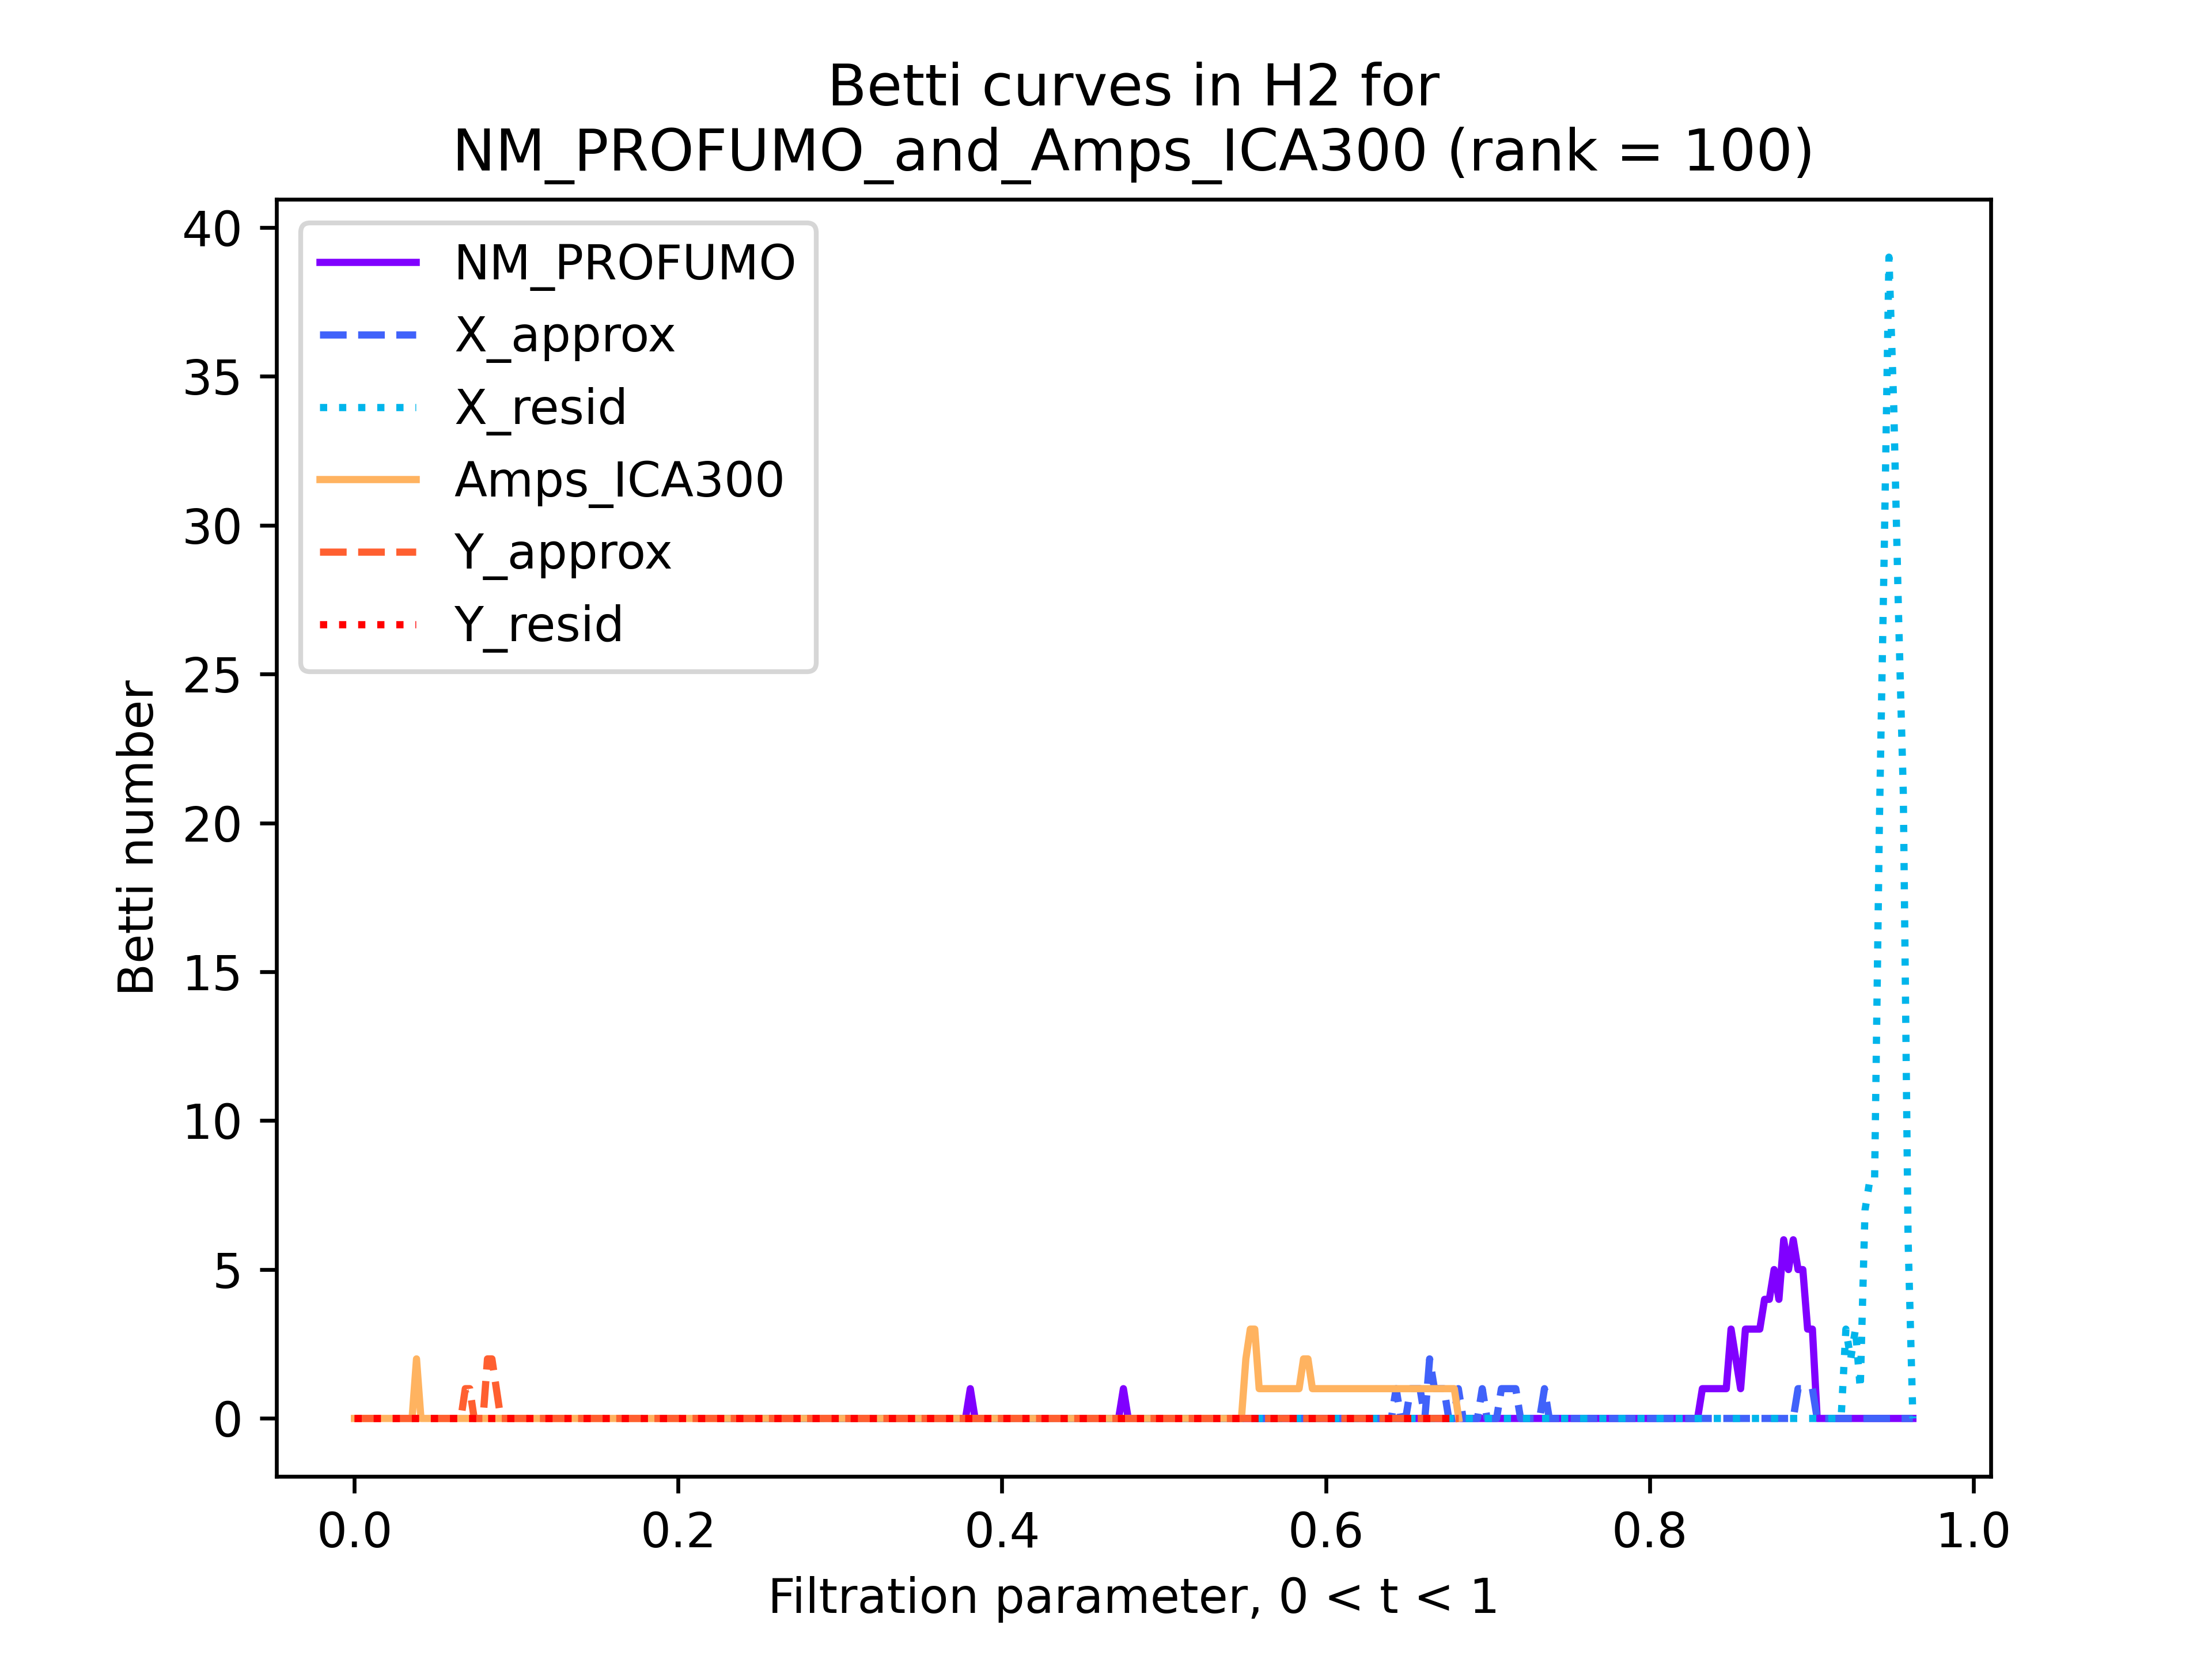 Betti curves in H2 for
NM_PROFUMO_and_Amps_ICA300 (rank = 100)
NM_PROFUMO
X_approx
X_resid
Amps_ICA300
Y_approx
Y_resid
Betti number
40
35
30
25
20
15
10
5
0
0.0 0.2 0.4 0.6 0.8 1.0
Filtration parameter, 0 < t < 1